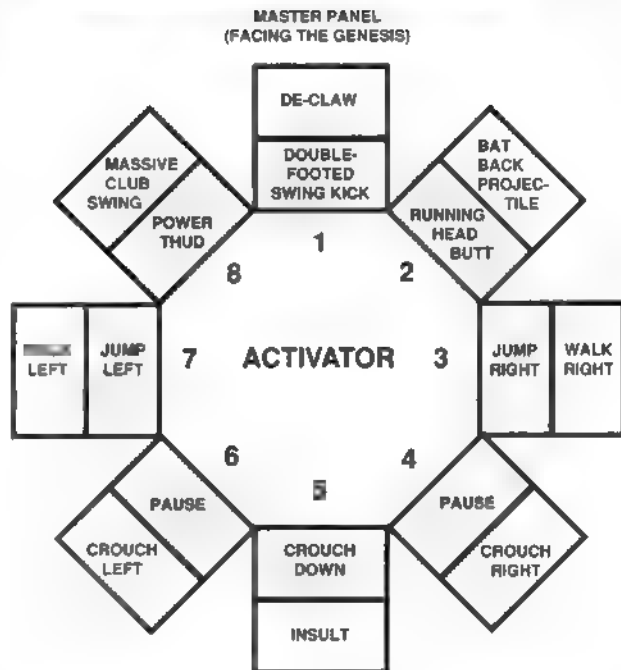 MASTER PANEL
(FACING THE GENESIS)
DE-CLAW
DOUBLE-
FOOTED
SWING KICK
MASSIVE
CLUB
SWING
POWER
THUD
BAT
BACK
PROJEC-
TILE
RUNNING
HEAD
BUTT
1
2
8
LEFT
JUMP
LEFT
7
ACTIVATOR
3
JUMP
RIGHT
WALK
RIGHT
6
4
5
PAUSE
CROUCH
LEFT
CROUCH
DOWN
INSULT
PAUSE
CROUCH
RIGHT